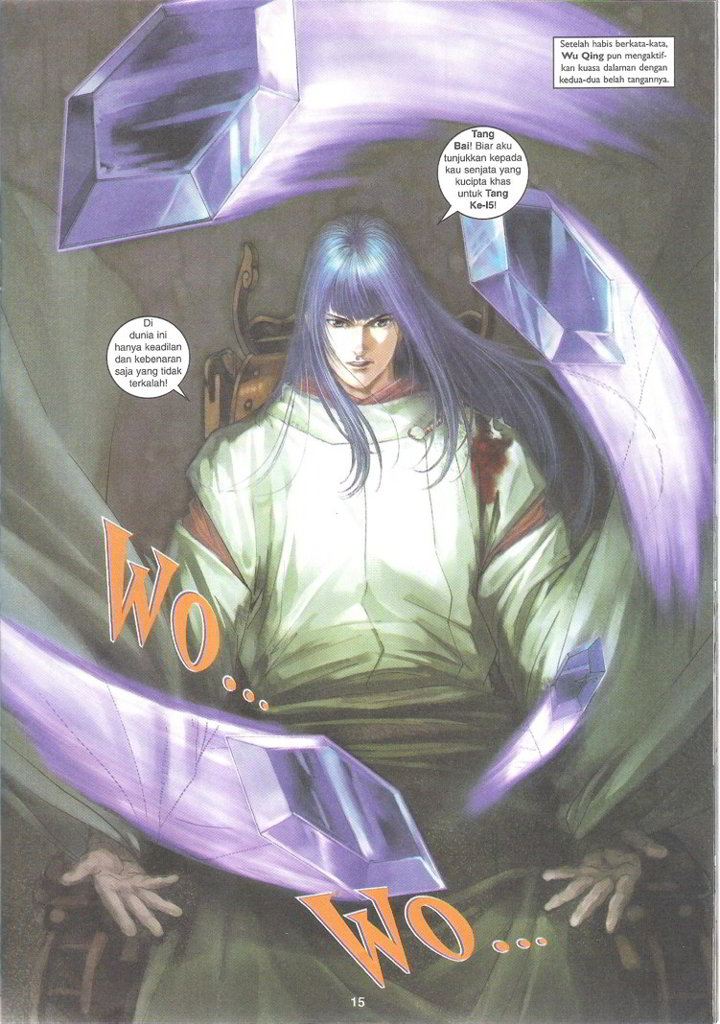 Setelah habis berkata-kata,
Wu Qing pun mengaktif-
kan kuasa dalaman dengan
kedua-dua belah tangannya.
Tang
Bai! Biar aku
tunjukkan kepada
kau senjata yang
kucipta khas
untuk Tang
Ke-15!
Di
dunia ini
hanya keadilan
dan kebenaran
saja yang tidak
terkalah!
WO...
WO...
15